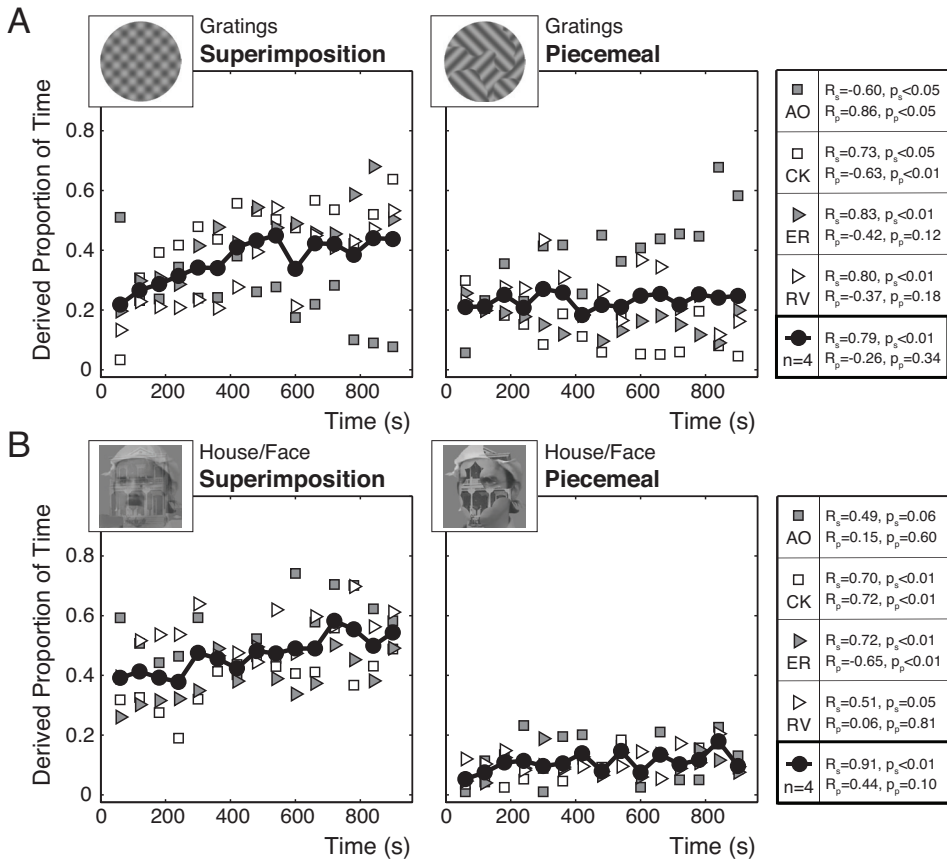 A
Gratings
Superimposition
Gratings
Piecemeal
Derived Proportion of Time
0.8
0.6
0.4
0.2
0
0 200 400 600 800
Time (s)
0 200 400 600 800
Time (s)
AO
Rs=-0.60, ps<0.05
Rp=0.86, pp<0.05
CK
Rs=0.73, ps<0.05
Rp=-0.63, pp<0.01
ER
Rs=0.83, ps<0.01
Rp=-0.42, pp=0.12
RV
Rs=0.80, ps<0.01
Rp=-0.37, pp=0.18
n=4
Rs=0.79, ps<0.01
Rp=-0.26, pp=0.34
B
House/Face
Superimposition
House/Face
Piecemeal
Derived Proportion of Time
0.8
0.6
0.4
0.2
0
0 200 400 600 800
Time (s)
0 200 400 600 800
Time (s)
AO
Rs=0.49, ps=0.06
Rp=0.15, pp=0.60
CK
Rs=0.70, ps<0.01
Rp=0.72, pp<0.01
ER
Rs=0.72, ps<0.01
Rp=-0.65, pp<0.01
RV
Rs=0.51, ps=0.05
Rp=0.06, pp=0.81
n=4
Rs=0.91, ps<0.01
Rp=0.44, pp=0.10